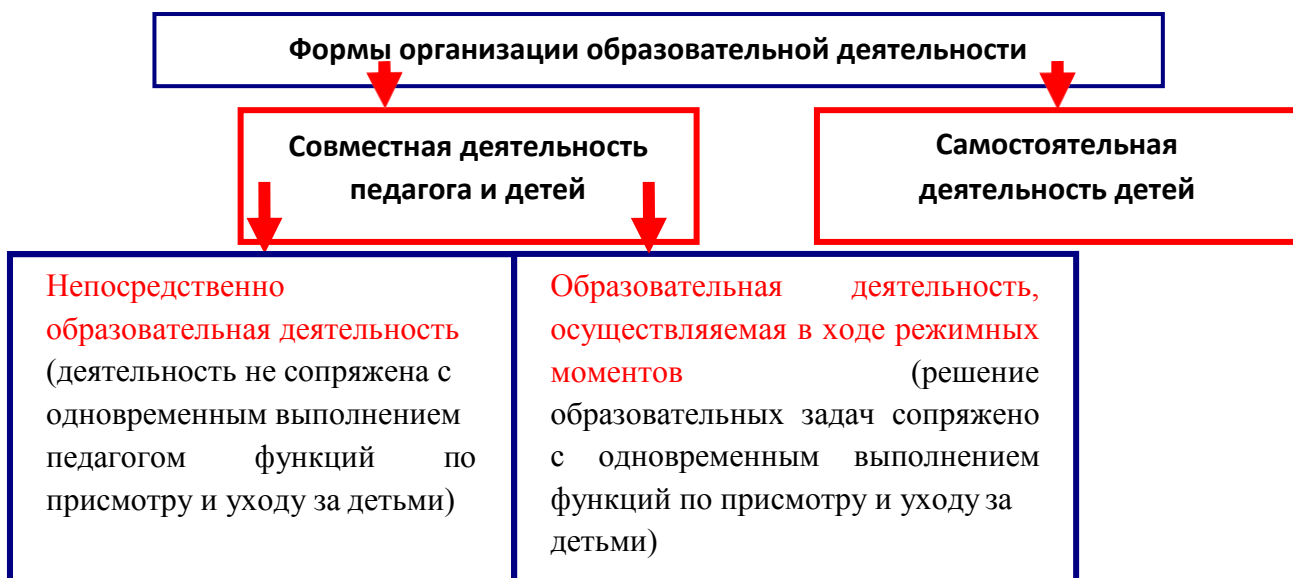 Формы организации образовательной деятельности
Совместная деятельность
педагога и детей
Самостоятельная
деятельность детей
Непосредственно
образовательная деятельность
(деятельность не сопряжена с
одновременным выполнением
педагогом функций по
присмотру и уходу за детьми)
Образовательная деятельность,
осуществляемая в ходе режимных
моментов (решение
образовательных задач сопряжено
с одновременным выполнением
функций по присмотру и уходу за
детьми)